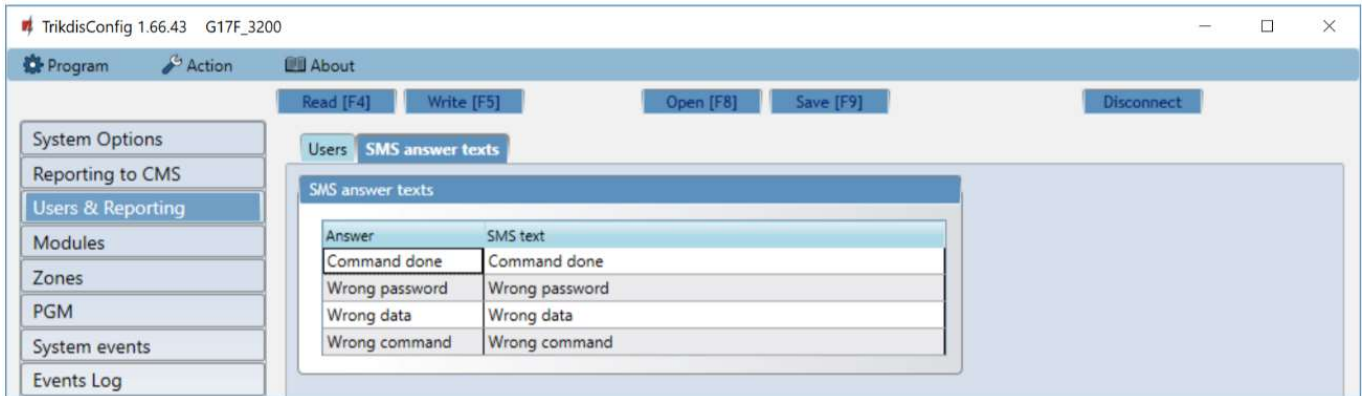 TrikdisConfig 1.66.43 G17F_3200
Program Action About
Read [F4] Write [F5] Open [F8] Save [F9] Disconnect
System Options
Reporting to CMS
Users & Reporting
Modules
Zones
PGM
System events
Events Log
Users SMS answer texts
SMS answer texts
Answer SMS text
Command done Command done
Wrong password Wrong password
Wrong data Wrong data
Wrong command Wrong command